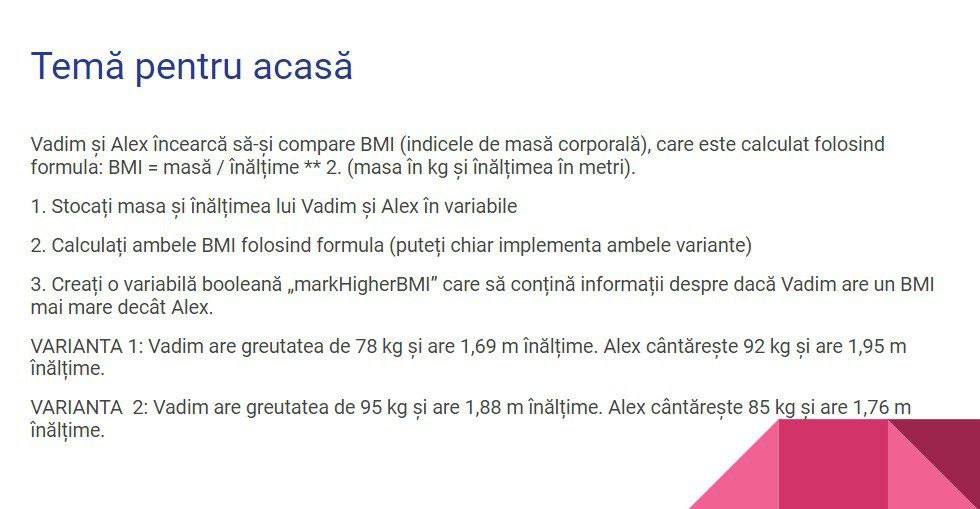 Temă pentru acasă
Vadim și Alex încearcă să-și compare BMI (indicele de masă corporală), care este calculat folosind
formula: BMI = masă / înălțime ** 2. (masa în kg și înălțimea în metri).
1. Stocați masa și înălțimea lui Vadim și Alex în variabile
2. Calculați ambele BMI folosind formula (puteți chiar implementa ambele variante)
3. Creați o variabilă booleană „markHigherBMI” care să conțină informații despre dacă Vadim are un BMI
mai mare decât Alex.
VARIANTA 1: Vadim are greutatea de 78 kg și are 1,69 m înălțime. Alex cântărește 92 kg și are 1,95 m
înălțime.
VARIANTA  2: Vadim are greutatea de 95 kg și are 1,88 m înălțime. Alex cântărește 85 kg și are 1,76 m
înălțime.